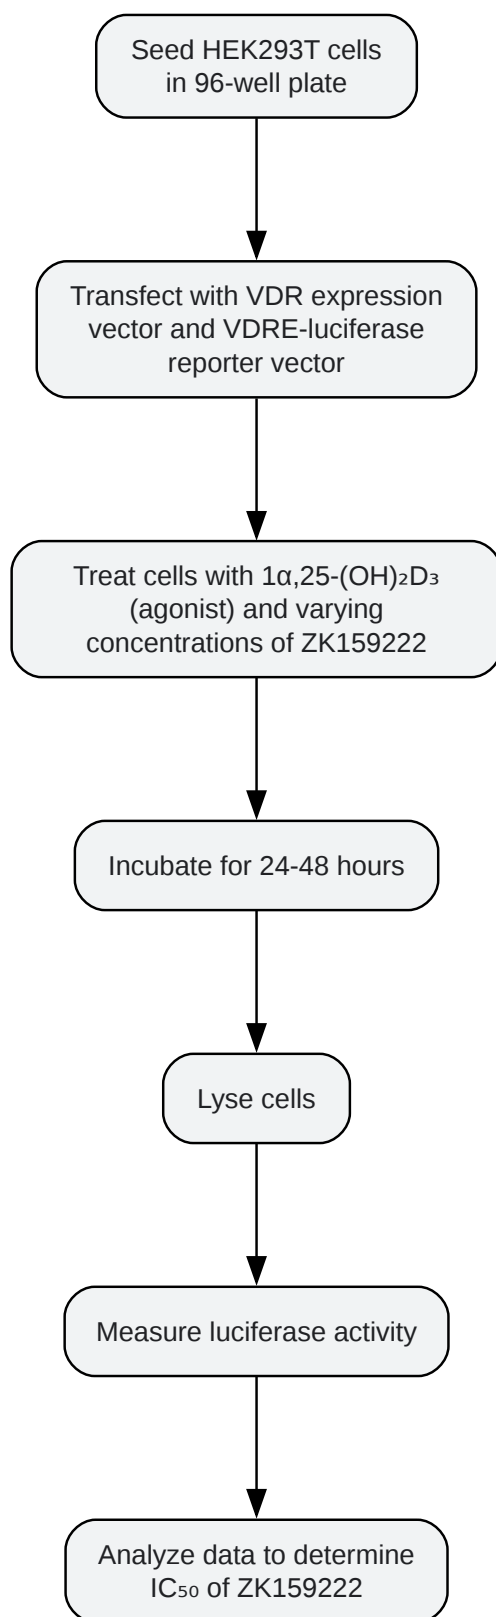 Seed HEK293T cells
in 96-well plate
Transfect with VDR expression
vector and VDRE-luciferase
reporter vector
Treat cells with 1α,25-(OH)₂D₃
(agonist) and varying
concentrations of ZK159222
Incubate for 24-48 hours
Lyse cells
Measure luciferase activity
Analyze data to determine
IC₅₀ of ZK159222